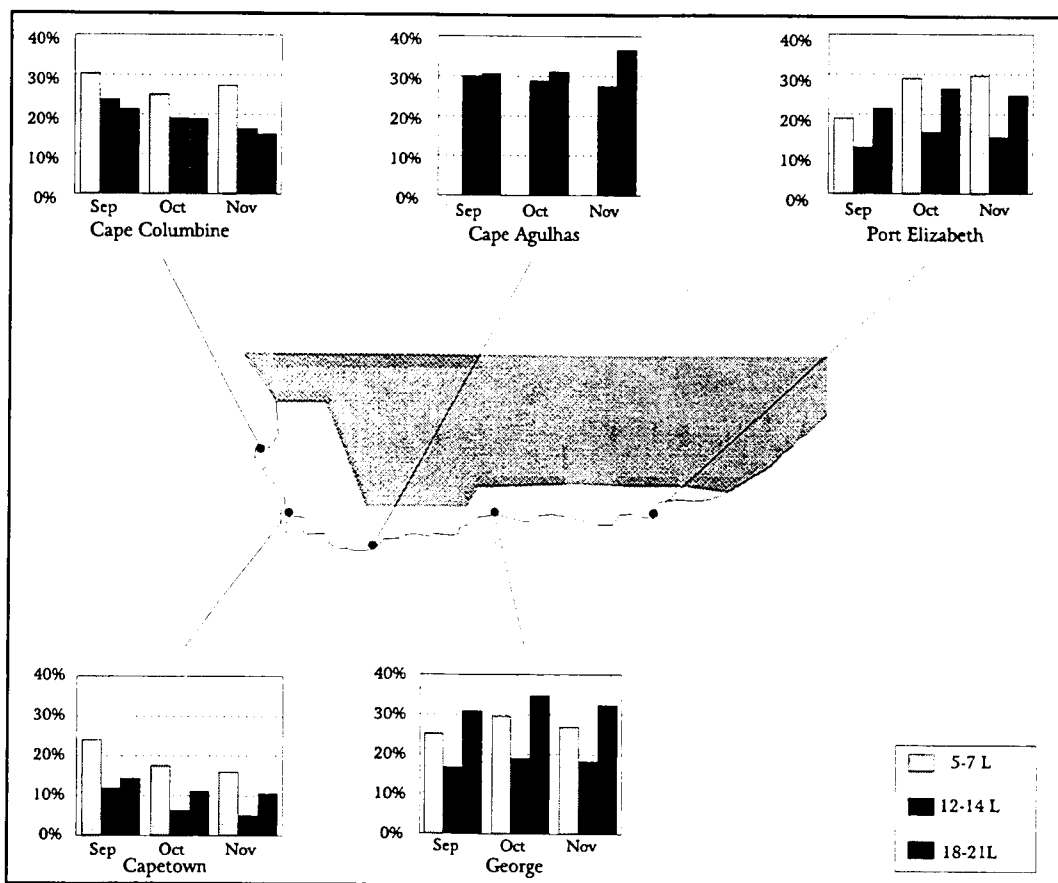 40%
30%
20%
10%
0%
Sep Oct Nov
Cape Columbine
40%
30%
20%
10%
0%
Sep Oct Nov
Cape Agulhas
40%
30%
20%
10%
0%
Sep Oct Nov
Port Elizabeth
40%
30%
20%
10%
0%
Sep Oct Nov
Capetown
40%
30%
20%
10%
0%
Sep Oct Nov
George
5-7 L
12-14 L
18-21L